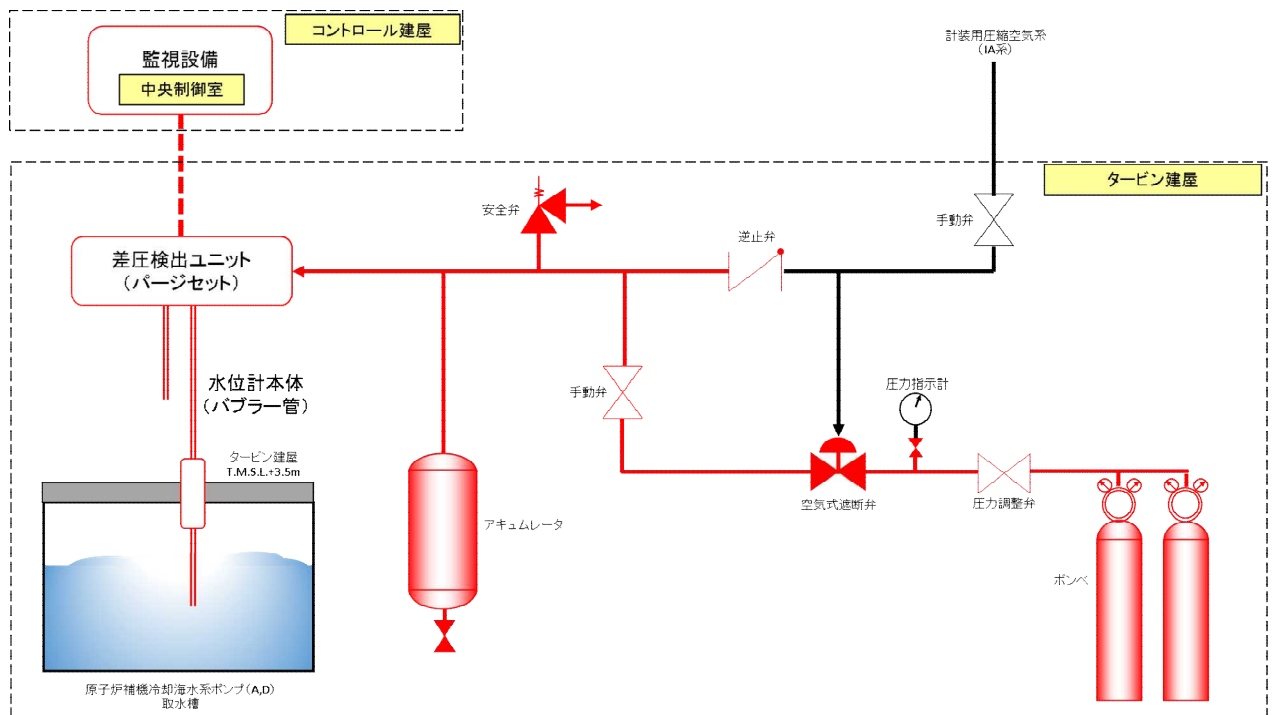 コントロール建屋
監視設備
中央制御室
計装用圧縮空気系
(IA系)
タービン建屋
安全弁
手動弁
逆止弁
差圧検出ユニット
(パージセット)
水位計本体
(バブラー管)
手動弁
圧力指示計
タービン建屋
T.M.S.L.+3.5m
空気式遮断弁
圧力調整弁
アキュムレータ
ボンベ
原子炉補機冷却海水系ポンプ(A,D)
取水槽